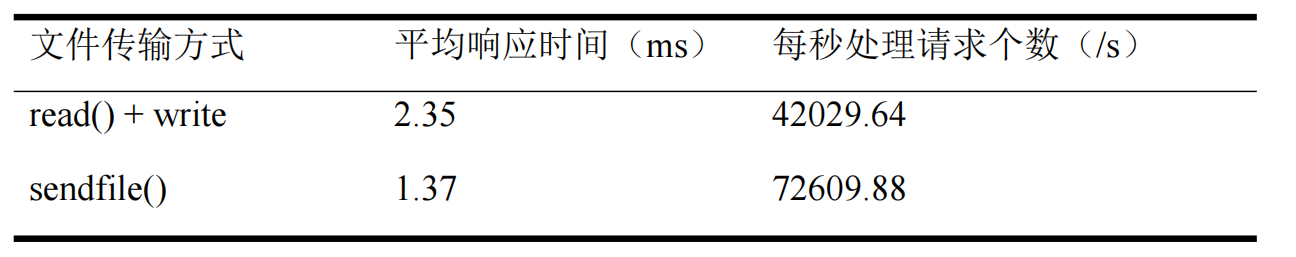 文件传输方式 平均响应时间（ms） 每秒处理请求个数（/s）
read() + write 2.35 42029.64
sendfile() 1.37 72609.88